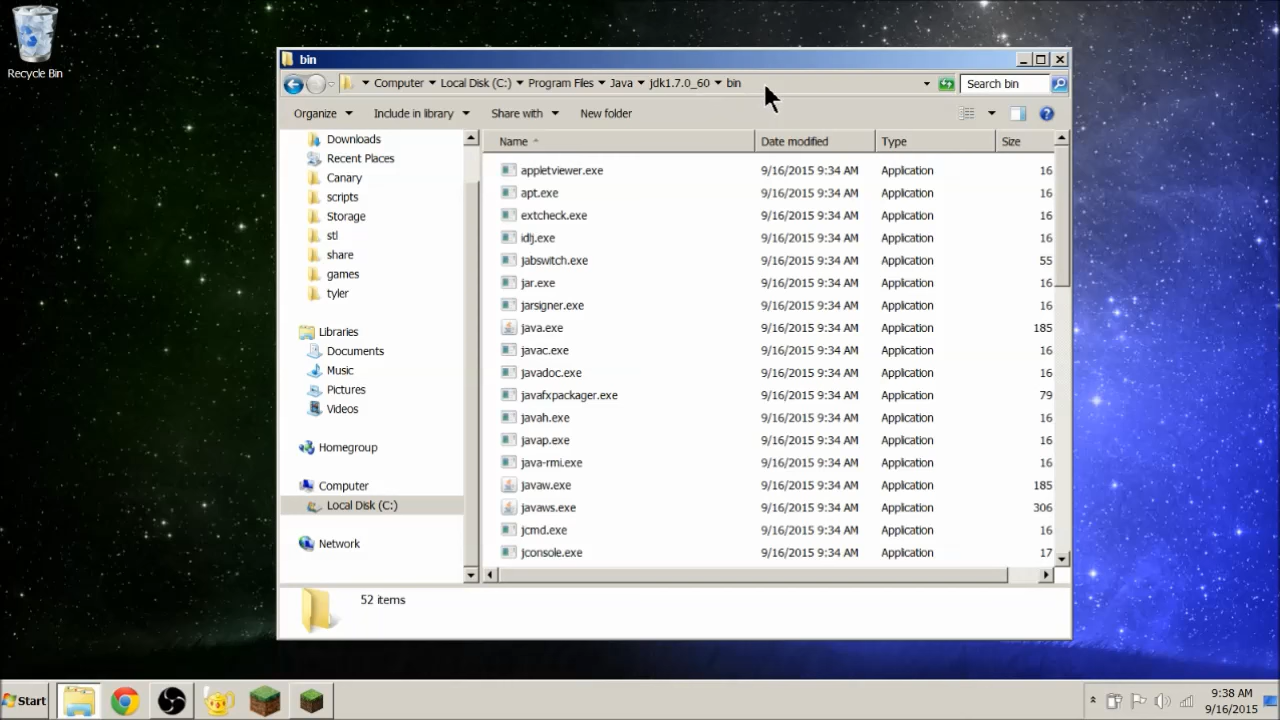 Recycle Bin
bin
Computer Local Disk (C:) Program Files Java jdk1.7.0_60 bin
Search bin
Organize Include in library Share with New folder
Downloads
Recent Places
Canary
scripts
Storage
stl
share
games
tyler
Libraries
Documents
Music
Pictures
Videos
Homegroup
Computer
Local Disk (C:)
Network
Name Date modified Type Size
appletviewer.exe 9/16/2015 9:34 AM Application 16
apt.exe 9/16/2015 9:34 AM Application 16
extcheck.exe 9/16/2015 9:34 AM Application 16
idlj.exe 9/16/2015 9:34 AM Application 16
jabswitch.exe 9/16/2015 9:34 AM Application 55
jar.exe 9/16/2015 9:34 AM Application 16
jarsigner.exe 9/16/2015 9:34 AM Application 16
java.exe 9/16/2015 9:34 AM Application 185
javac.exe 9/16/2015 9:34 AM Application 16
javadoc.exe 9/16/2015 9:34 AM Application 16
javafxpackager.exe 9/16/2015 9:34 AM Application 79
javah.exe 9/16/2015 9:34 AM Application 16
javap.exe 9/16/2015 9:34 AM Application 16
java-rmi.exe 9/16/2015 9:34 AM Application 16
javaw.exe 9/16/2015 9:34 AM Application 185
javaws.exe 9/16/2015 9:34 AM Application 306
jcmd.exe 9/16/2015 9:34 AM Application 16
jconsole.exe 9/16/2015 9:34 AM Application 17
52 items
Start
9:38 AM
9/16/2015